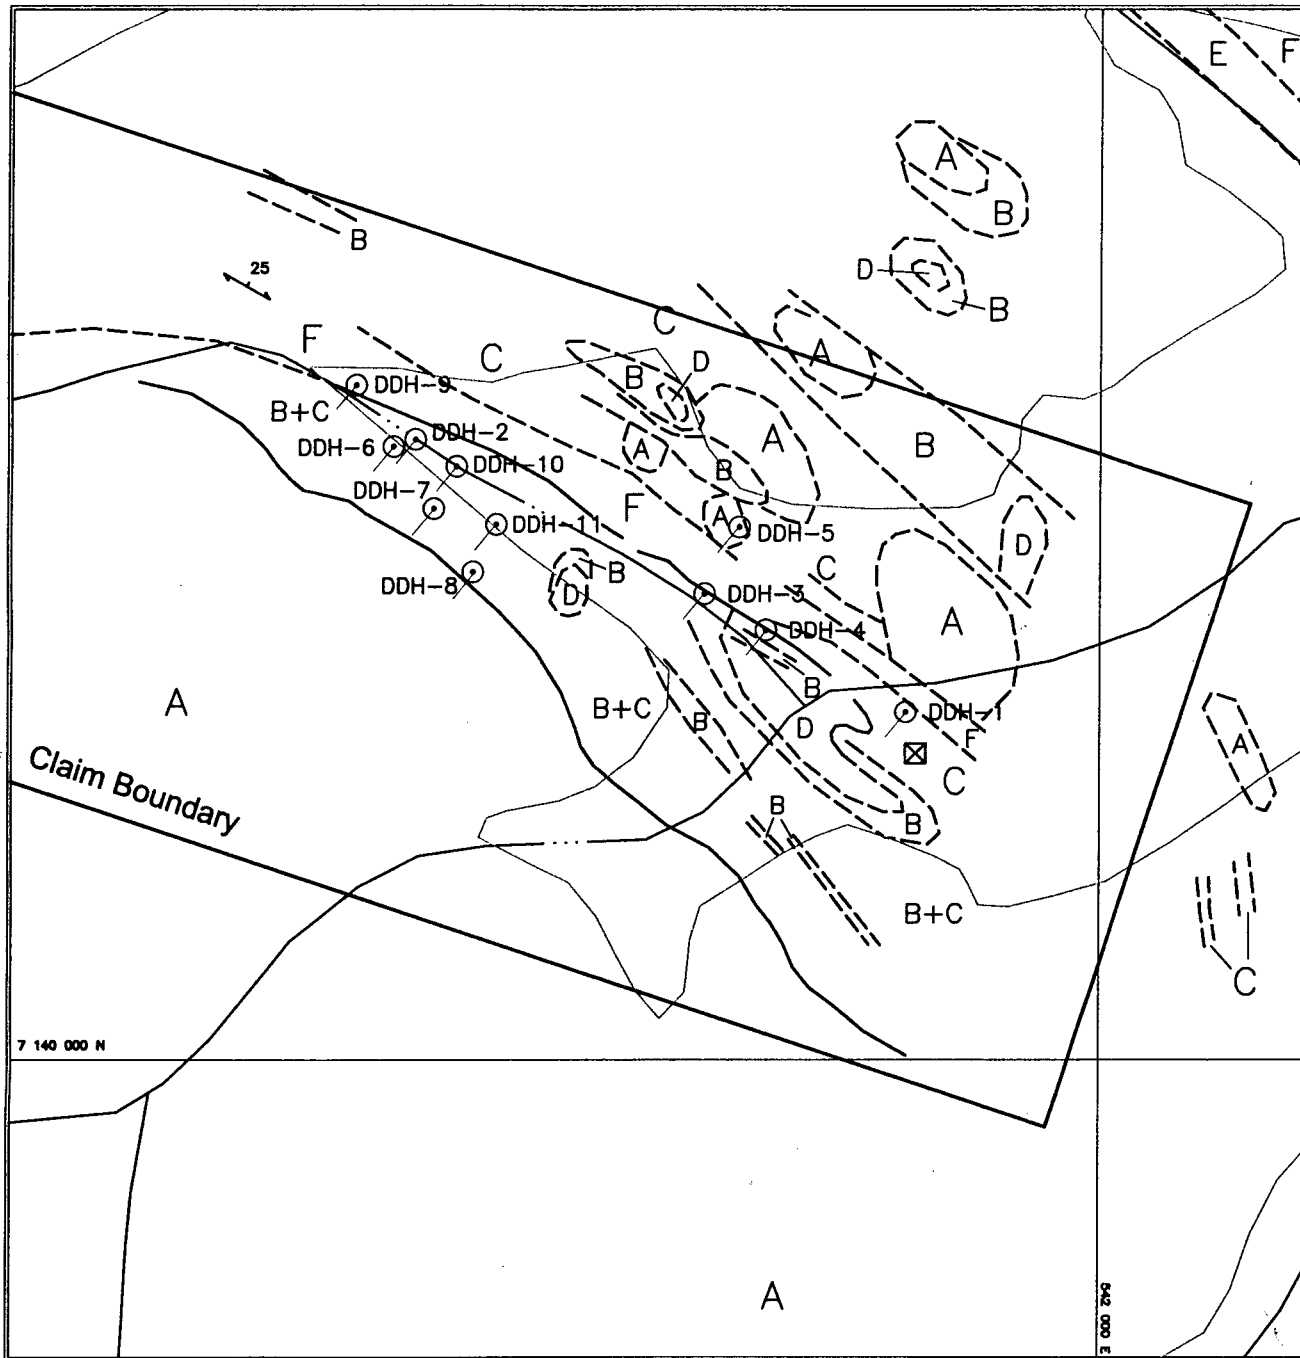 E F
A
B
B
D
B
25
F
C
C
D
A
B
DDH-9
B+C
A
B
DDH-2
DDH-6
A
DDH-10
B
DDH-7
F
A
DDH-11
DDH-5
D
B
C
DDH-8
D
DDH-3
A
DDH-4
B
A
B+C
B
D
DDH-1
F
A
Claim Boundary
C
B
B
B+C
C
7 140 000 N
542 000 E
A